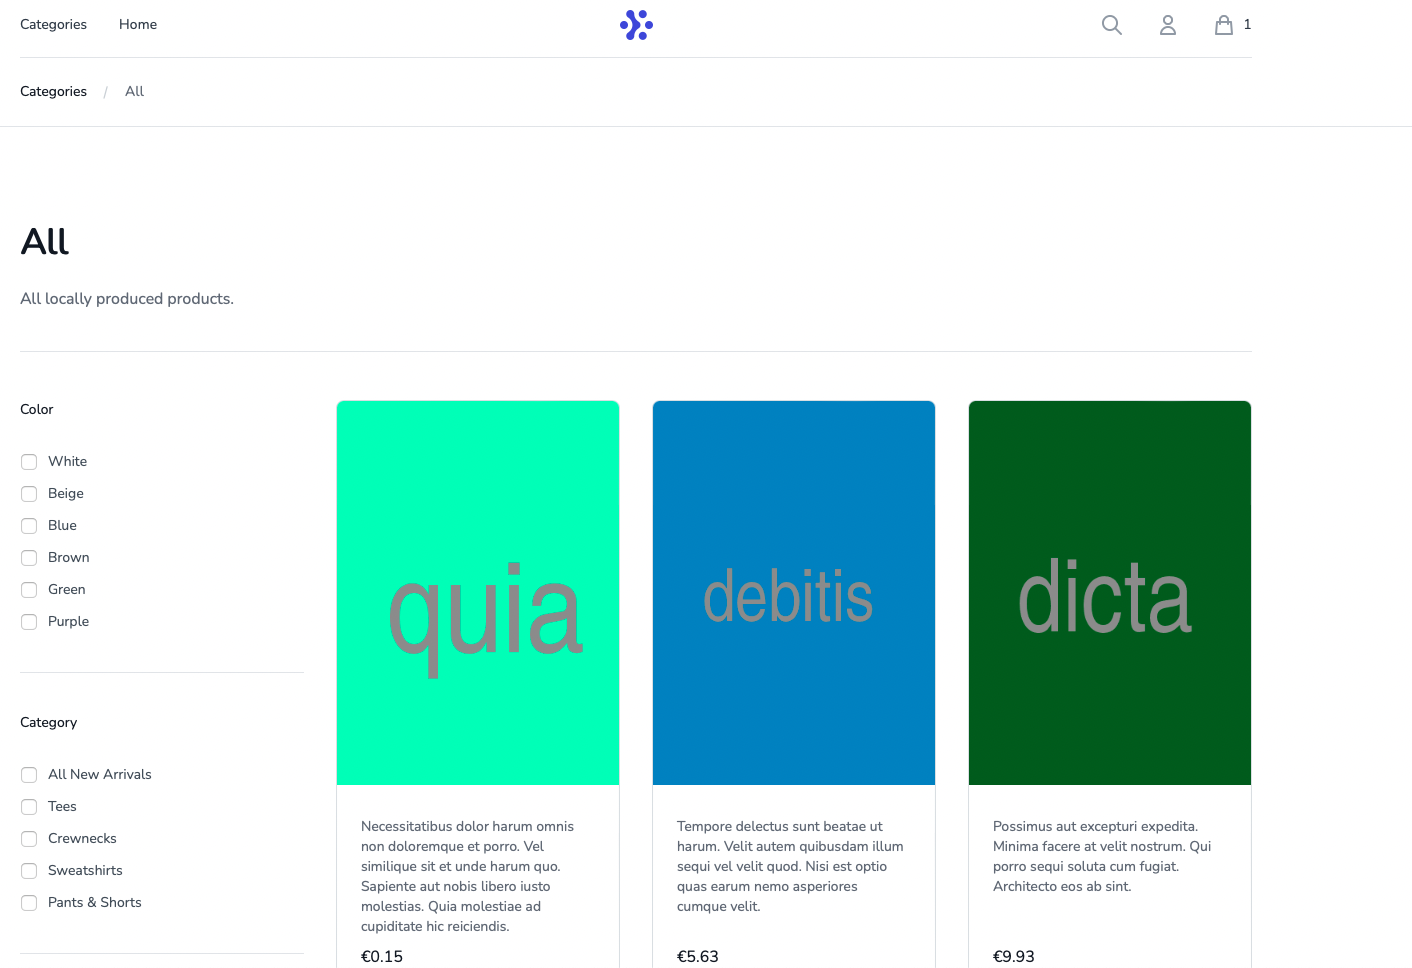 Categories Home 1
Categories / All
All
All locally produced products.
Color
White
Beige
Blue
Brown
Green
Purple
Category
All New Arrivals
Tees
Crewnecks
Sweatshirts
Pants & Shorts
quia
Necessitatibus dolor harum omnis
non doloremque et porro. Vel
similique sit et unde harum quo.
Sapiente aut nobis libero iusto
molestias. Quia molestiae ad
cupiditate hic reiciendis.
€0.15
debitis
Tempore delectus sunt beatae ut
harum. Velit autem quibusdam illum
sequi vel velit quod. Nisi est optio
quas earum nemo asperiores
cumque velit.
€5.63
dicta
Possimus aut excepturi expedita.
Minima facere at velit nostrum. Qui
porro sequi soluta cum fugiat.
Architecto eos ab sint.
€9.93